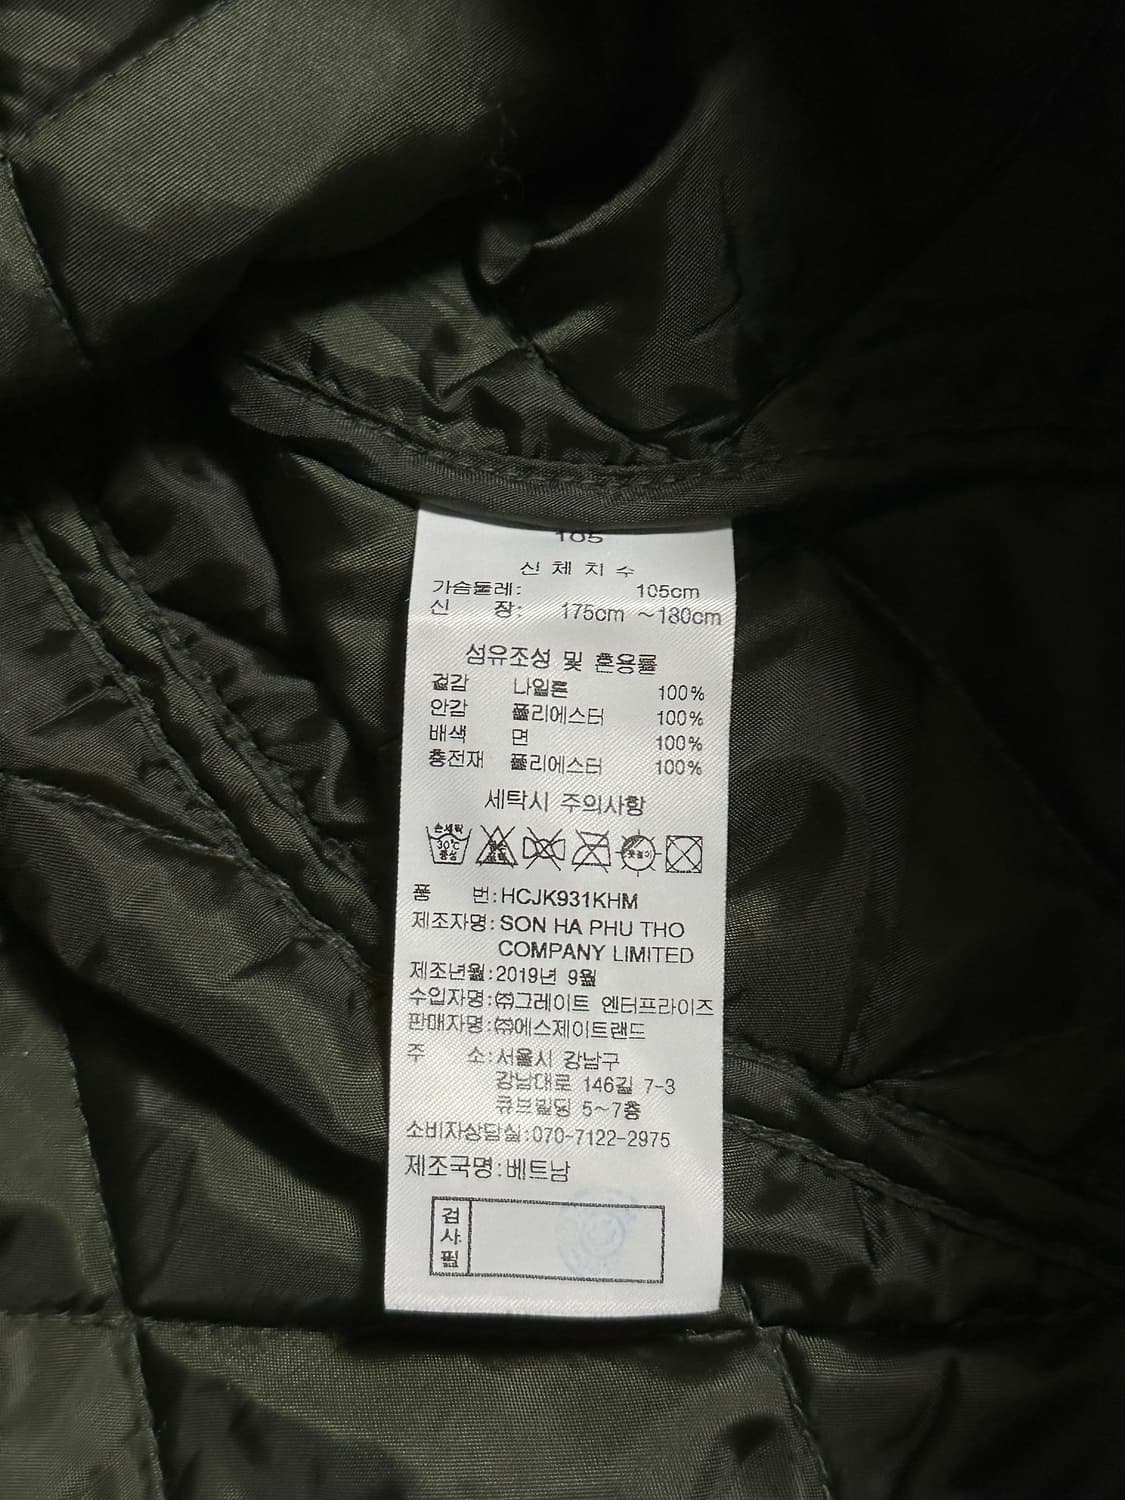 105
신체치수
가슴둘레: 105cm
신 장: 175cm ~180cm
섬유조성 및 혼용률
겉감 나일론 100%
안감 폴리에스터 100%
배색 면 100%
충전재 폴리에스터 100%
세탁시 주의사항
손세탁
30℃
중성
품 번:HCJK931KHM
제조자명:SON HA PHU THO
COMPANY LIMITED
제조년월:2019년 9월
수입자명:㈜그레이트 엔터프라이즈
판매자명:㈜에스제이트랜드
주 소:서울시 강남구
강남대로 146길 7-3
큐브빌딩 5~7층
소비자상담실:070-7122-2975
제조국명:베트남
검사필